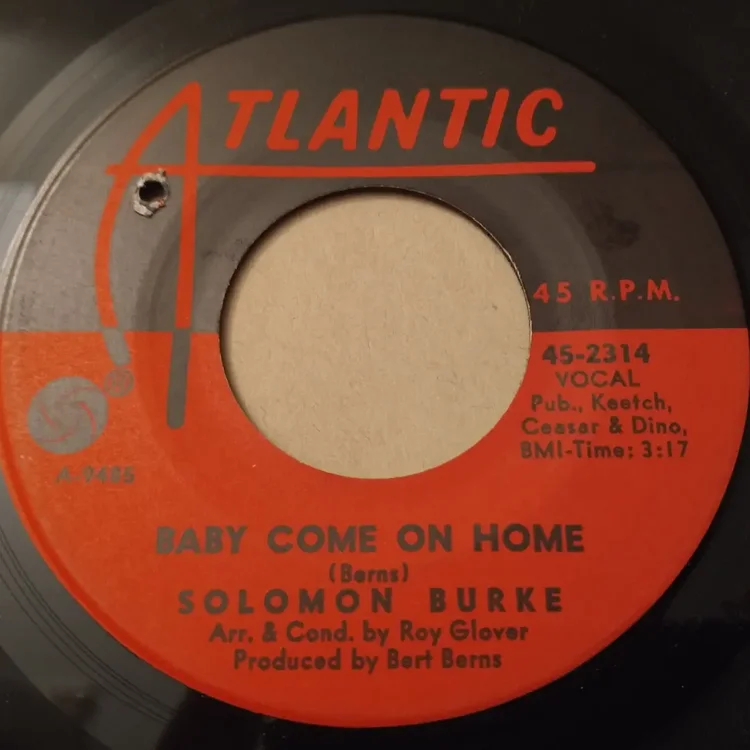 ATLANTIC
45 R.P.M.
45-2314
VOCAL
Pub., Keetch,
Ceasar & Dino,
BMI-Time: 3:17
A-9485
BABY COME ON HOME
(Berns)
SOLOMON BURKE
Arr. & Cond. by Roy Glover
Produced by Bert Berns